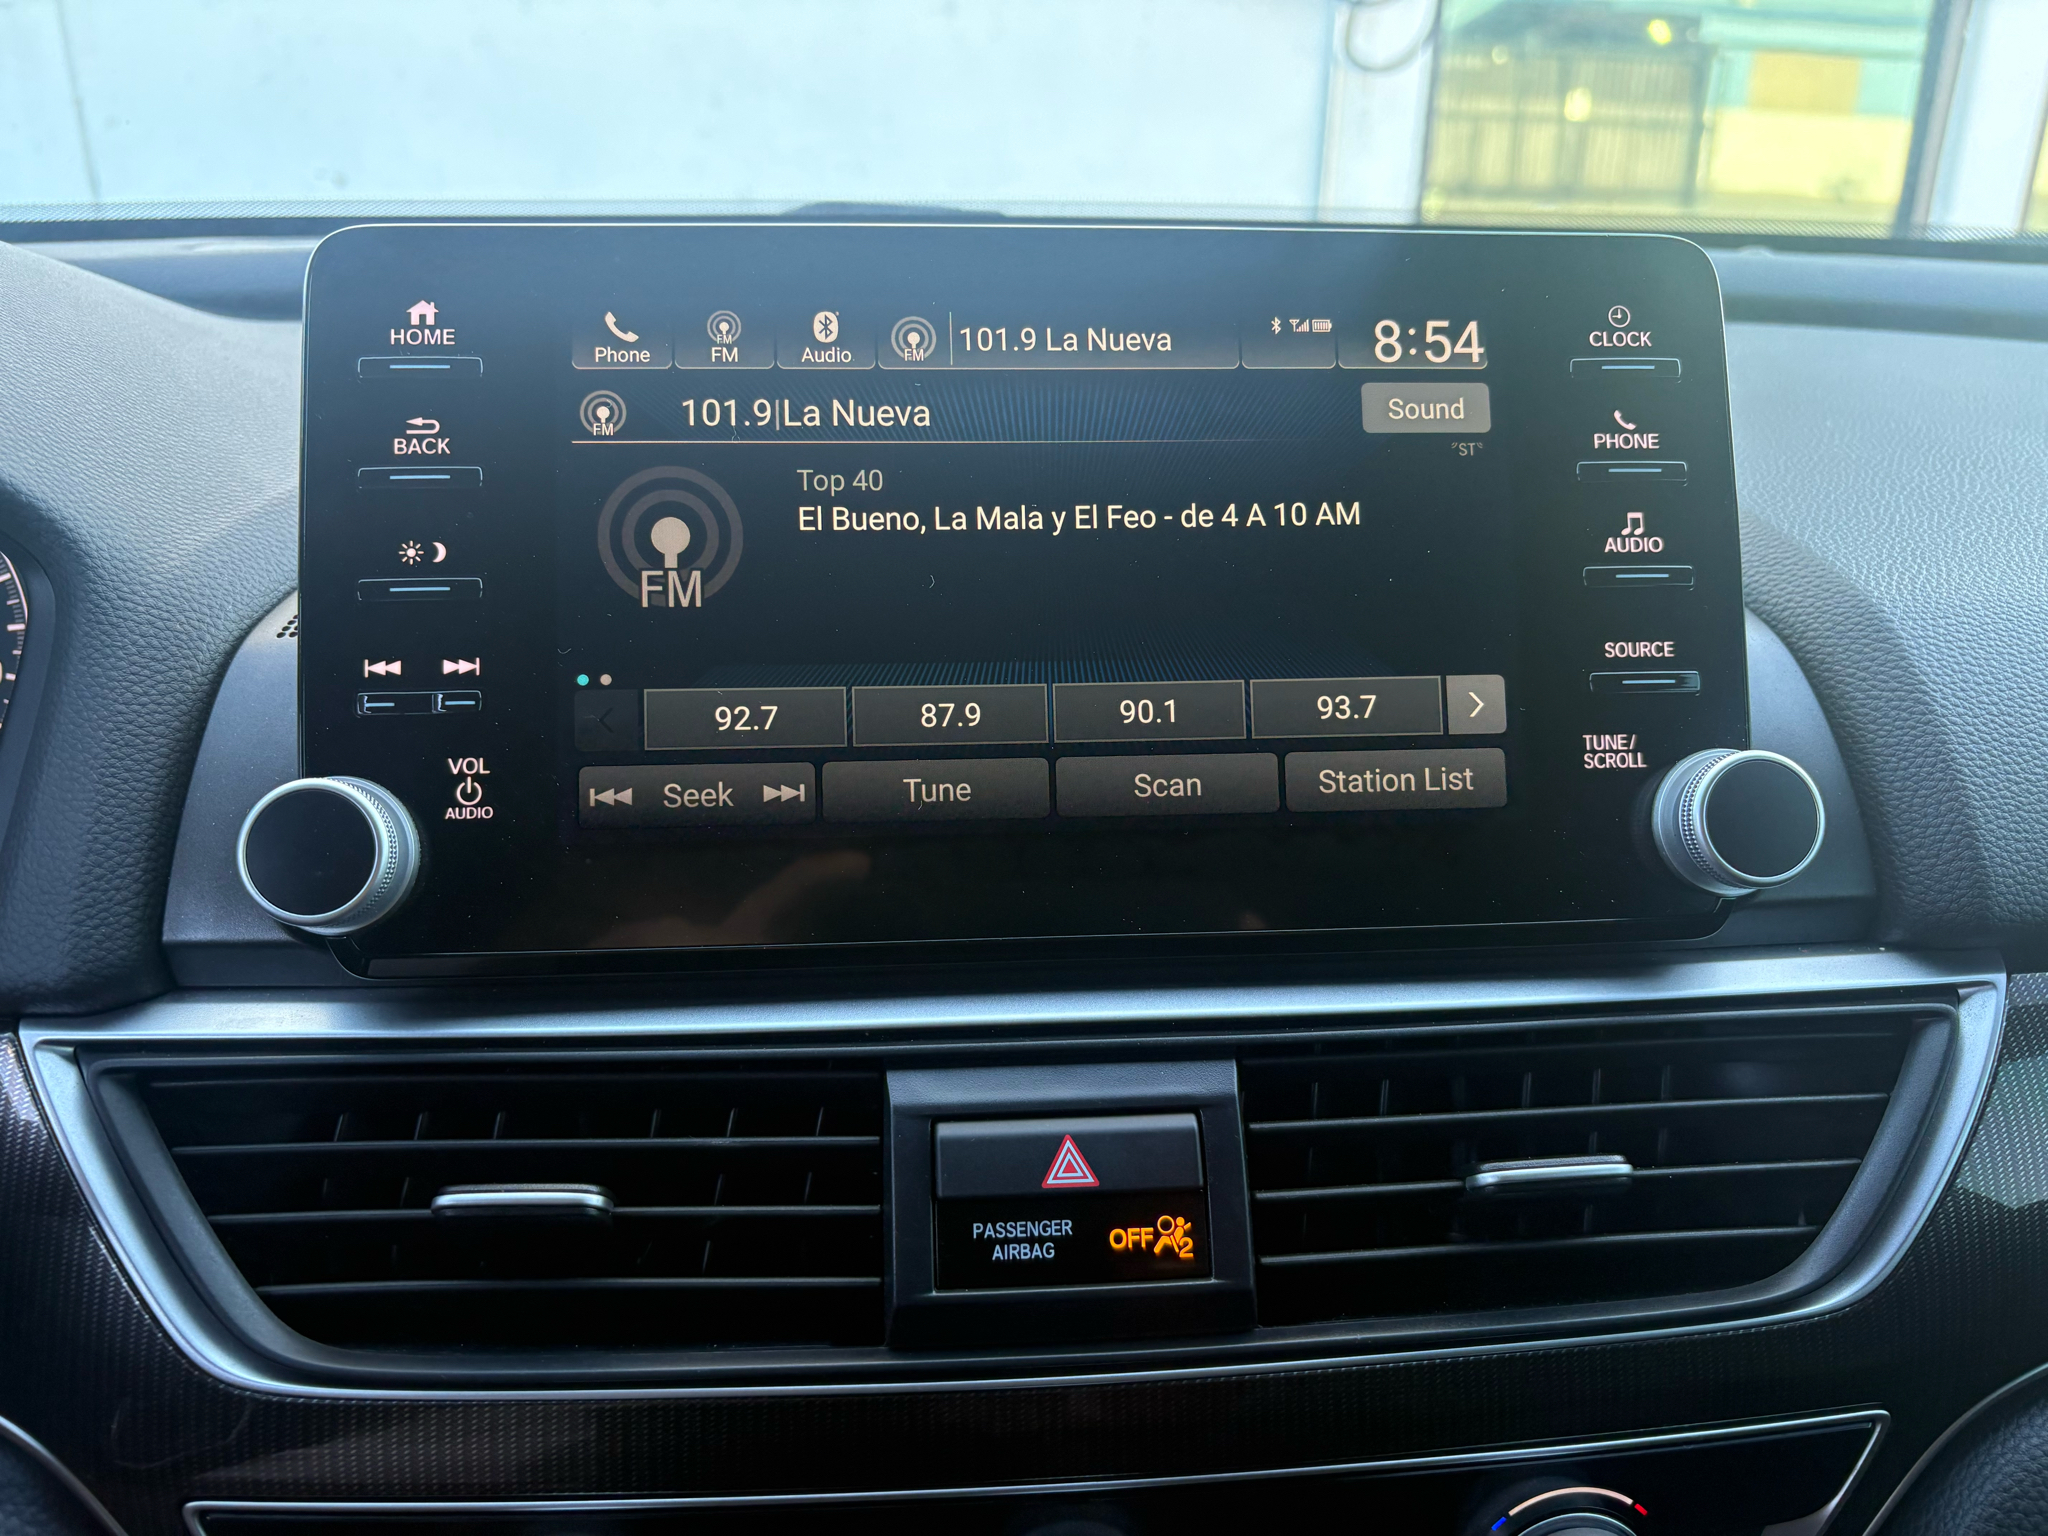 HOME
BACK
VOL
AUDIO
Phone
FM
FM
Audio
FM
101.9 La Nueva
8:54
FM
101.9|La Nueva
Sound
"ST"
FM
Top 40
El Bueno, La Mala y El Feo - de 4 A 10 AM
92.7
87.9
90.1
93.7
Seek
Tune
Scan
Station List
CLOCK
PHONE
AUDIO
SOURCE
TUNE/
SCROLL
PASSENGER
AIRBAG
OFF 2